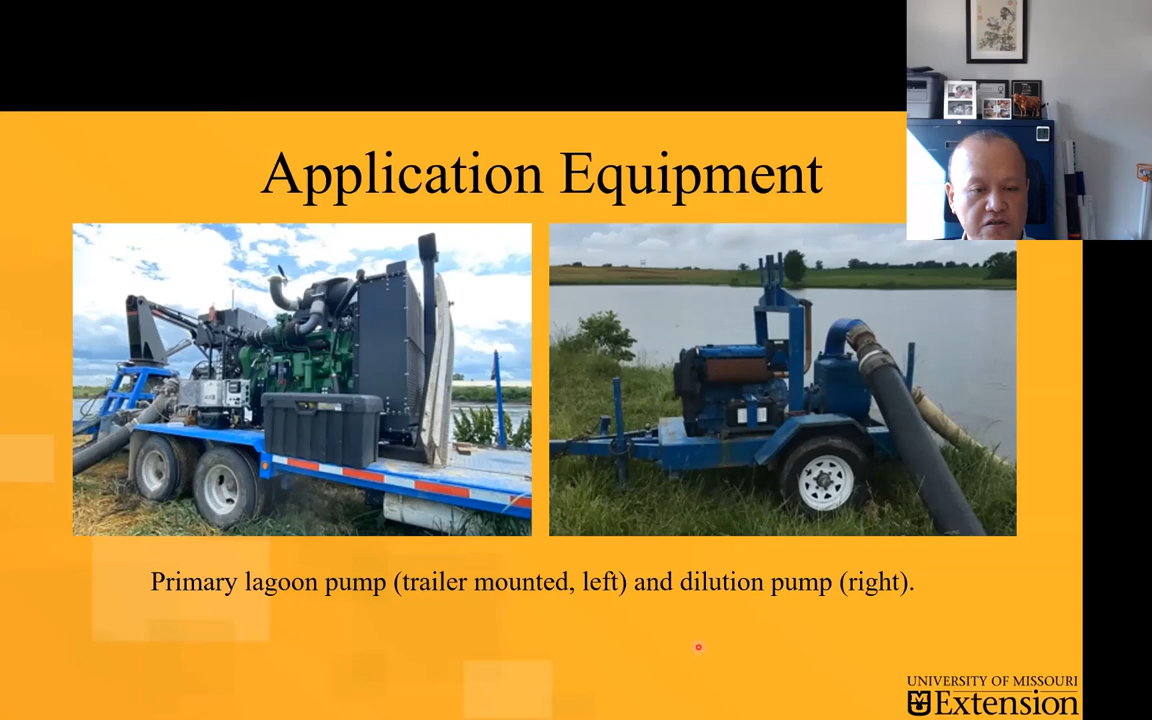 Application Equipment
Primary lagoon pump (trailer mounted, left) and dilution pump (right).
UNIVERSITY OF MISSOURI
Extension